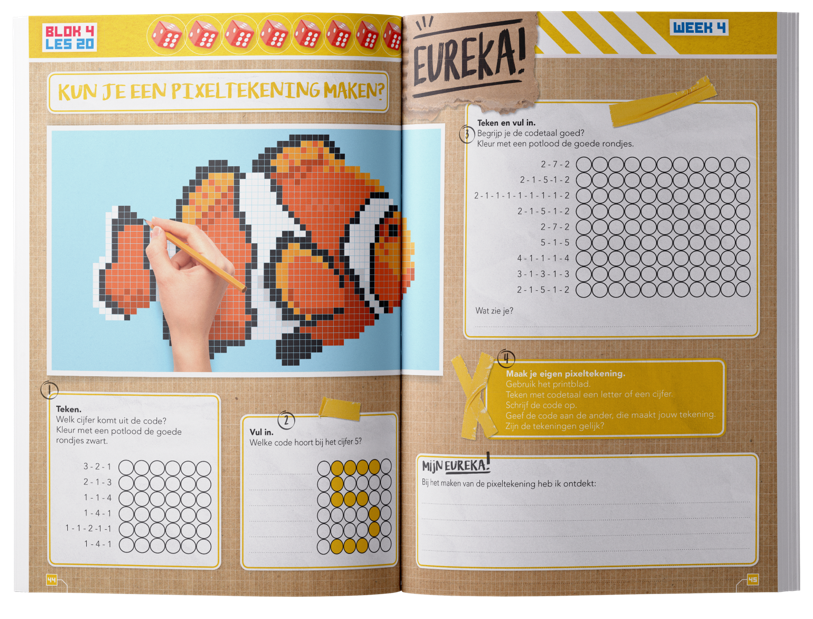 BLOK 4
LES 20
KUN JE EEN PIXELTEKENING MAKEN?
1
Teken.
Welk cijfer komt uit de code?
Kleur met een potlood de goede
rondjes zwart.
3 - 2 - 1
2 - 1 - 3
1 - 1 - 4
1 - 4 - 1
1 - 1 - 2 -1 -1
1 - 4 - 1
2
Vul in.
Welke code hoort bij het cijfer 5?
44
EUREKA!
WEEK 4
3
Teken en vul in.
Begrijp je de codetaal goed?
Kleur met een potlood de goede rondjes.
2 - 7 - 2
2 - 1 - 5 - 1 - 2
2 - 1 - 1 - 1 - 1 - 1 - 1 - 1 - 2
2 - 1 - 5 - 1 - 2
2 - 7 - 2
5 - 1 - 5
4 - 1 - 1 - 1 - 4
3 - 1 - 3 - 1 - 3
2 - 1 - 5 - 1 - 2
Wat zie je?
4
Maak je eigen pixeltekening.
Gebruik het printblad.
Teken met codetaal een letter of een cijfer.
Schrijf de code op.
Geef de code aan de ander, die maakt jouw tekening.
Zijn de tekeningen gelijk?
MIJN EUREKA!
Bij het maken van de pixeltekening heb ik ontdekt:
45